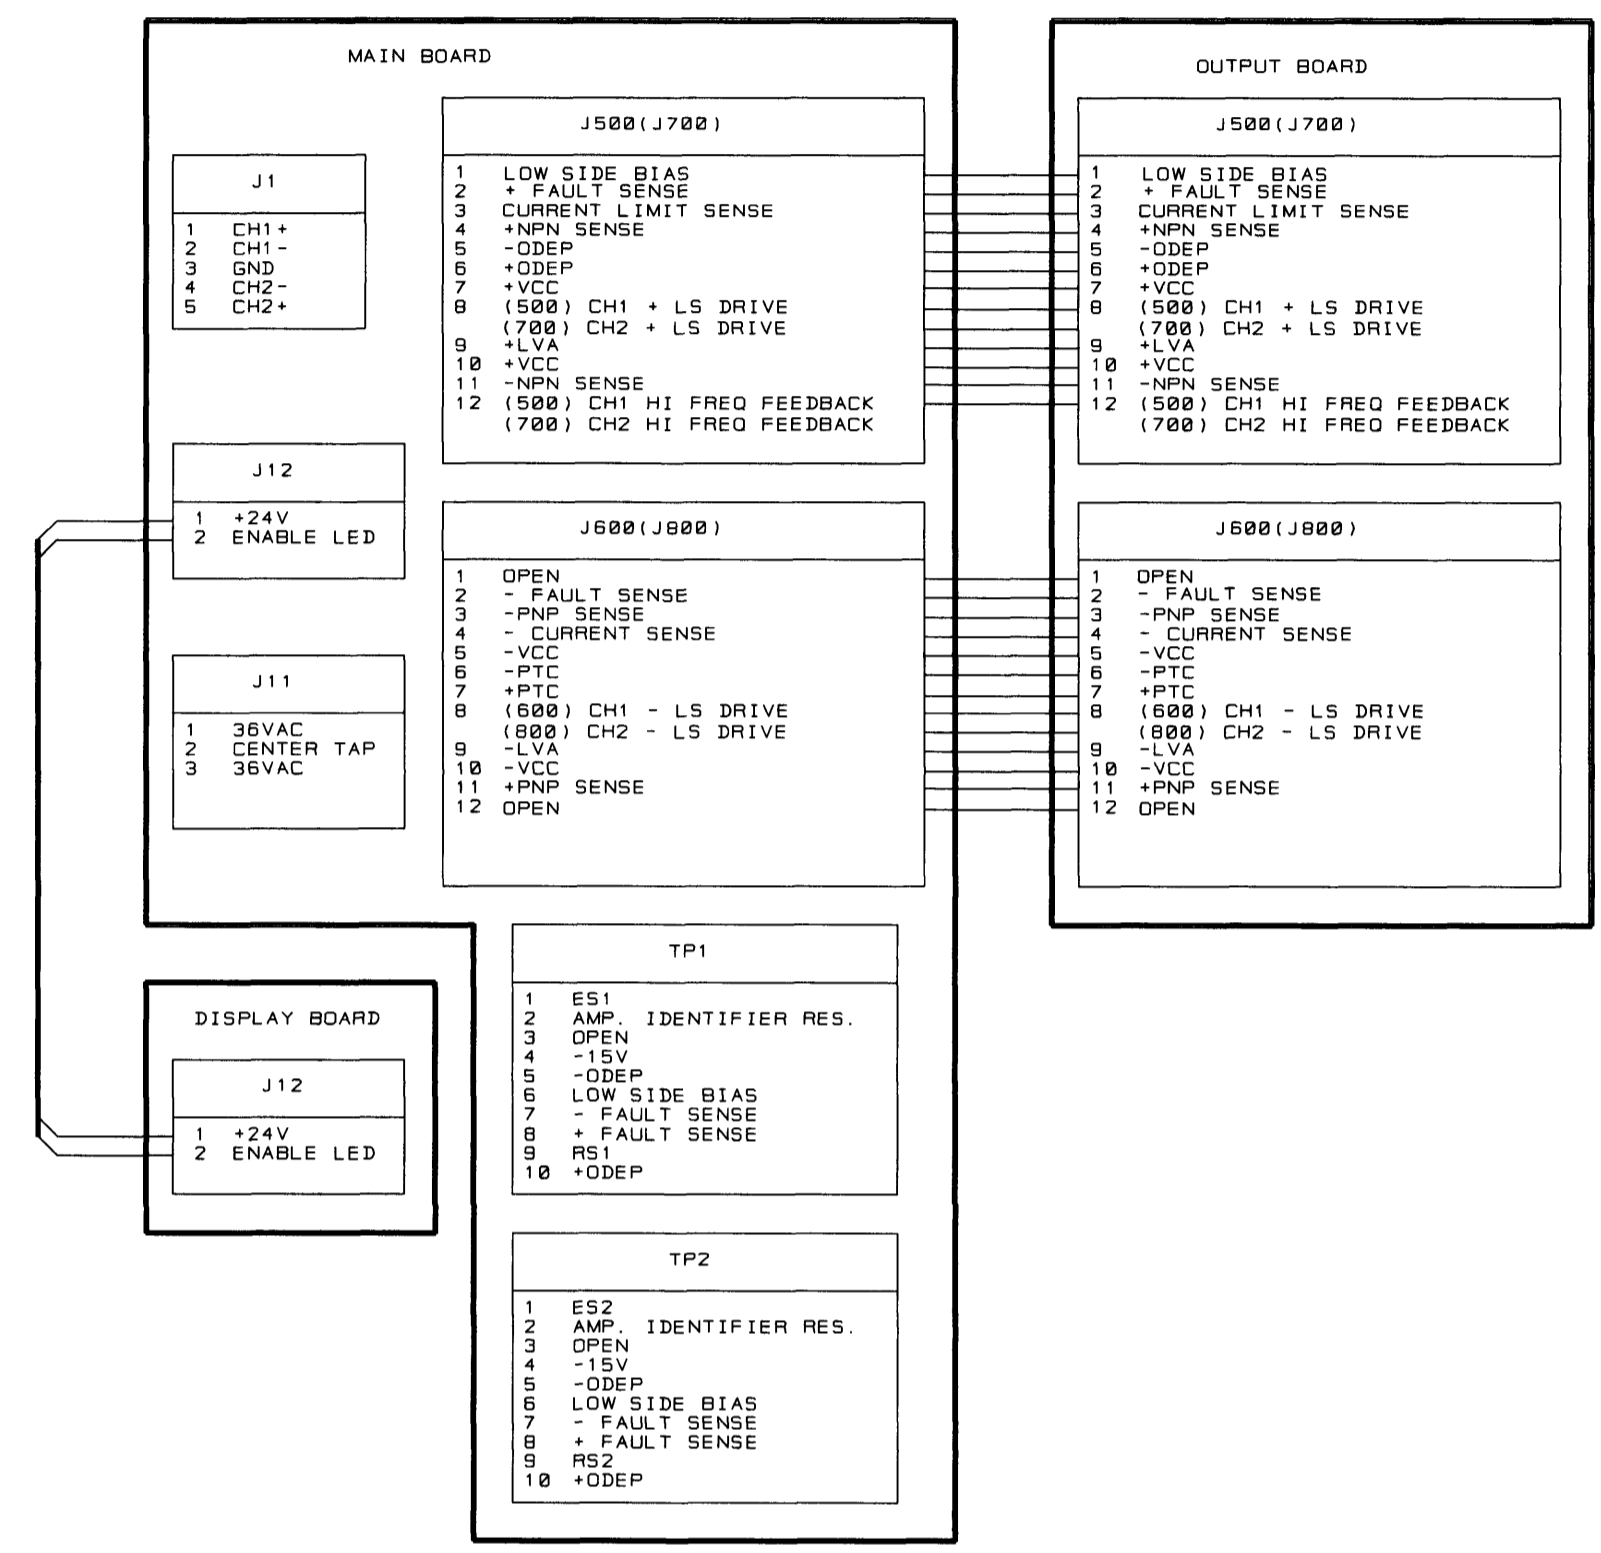 MAIN BOARD
J1
1 CH1+
2 CH1-
3 GND
4 CH2-
5 CH2+
J12
1 +24V
2 ENABLE LED
J11
1 36VAC
2 CENTER TAP
3 36VAC
J500(J700)
1 LOW SIDE BIAS
2 + FAULT SENSE
3 CURRENT LIMIT SENSE
4 +NPN SENSE
5 -ODEP
6 +ODEP
7 +VCC
8 (500) CH1 + LS DRIVE
(700) CH2 + LS DRIVE
9 +LVA
10 +VCC
11 -NPN SENSE
12 (500) CH1 HI FREQ FEEDBACK
(700) CH2 HI FREQ FEEDBACK
J600(J800)
1 OPEN
2 - FAULT SENSE
3 -PNP SENSE
4 - CURRENT SENSE
5 -VCC
6 -PTC
7 +PTC
8 (600) CH1 - LS DRIVE
(800) CH2 - LS DRIVE
9 -LVA
10 -VCC
11 +PNP SENSE
12 OPEN
TP1
1 ES1
2 AMP. IDENTIFIER RES.
3 OPEN
4 -15V
5 -ODEP
6 LOW SIDE BIAS
7 - FAULT SENSE
8 + FAULT SENSE
9 RS1
10 +ODEP
TP2
1 ES2
2 AMP. IDENTIFIER RES.
3 OPEN
4 -15V
5 -ODEP
6 LOW SIDE BIAS
7 - FAULT SENSE
8 + FAULT SENSE
9 RS2
10 +ODEP
OUTPUT BOARD
J500(J700)
1 LOW SIDE BIAS
2 + FAULT SENSE
3 CURRENT LIMIT SENSE
4 +NPN SENSE
5 -ODEP
6 +ODEP
7 +VCC
8 (500) CH1 + LS DRIVE
(700) CH2 + LS DRIVE
9 +LVA
10 +VCC
11 -NPN SENSE
12 (500) CH1 HI FREQ FEEDBACK
(700) CH2 HI FREQ FEEDBACK
J600(J800)
1 OPEN
2 - FAULT SENSE
3 -PNP SENSE
4 - CURRENT SENSE
5 -VCC
6 -PTC
7 +PTC
8 (600) CH1 - LS DRIVE
(800) CH2 - LS DRIVE
9 -LVA
10 -VCC
11 +PNP SENSE
12 OPEN
DISPLAY BOARD
J12
1 +24V
2 ENABLE LED